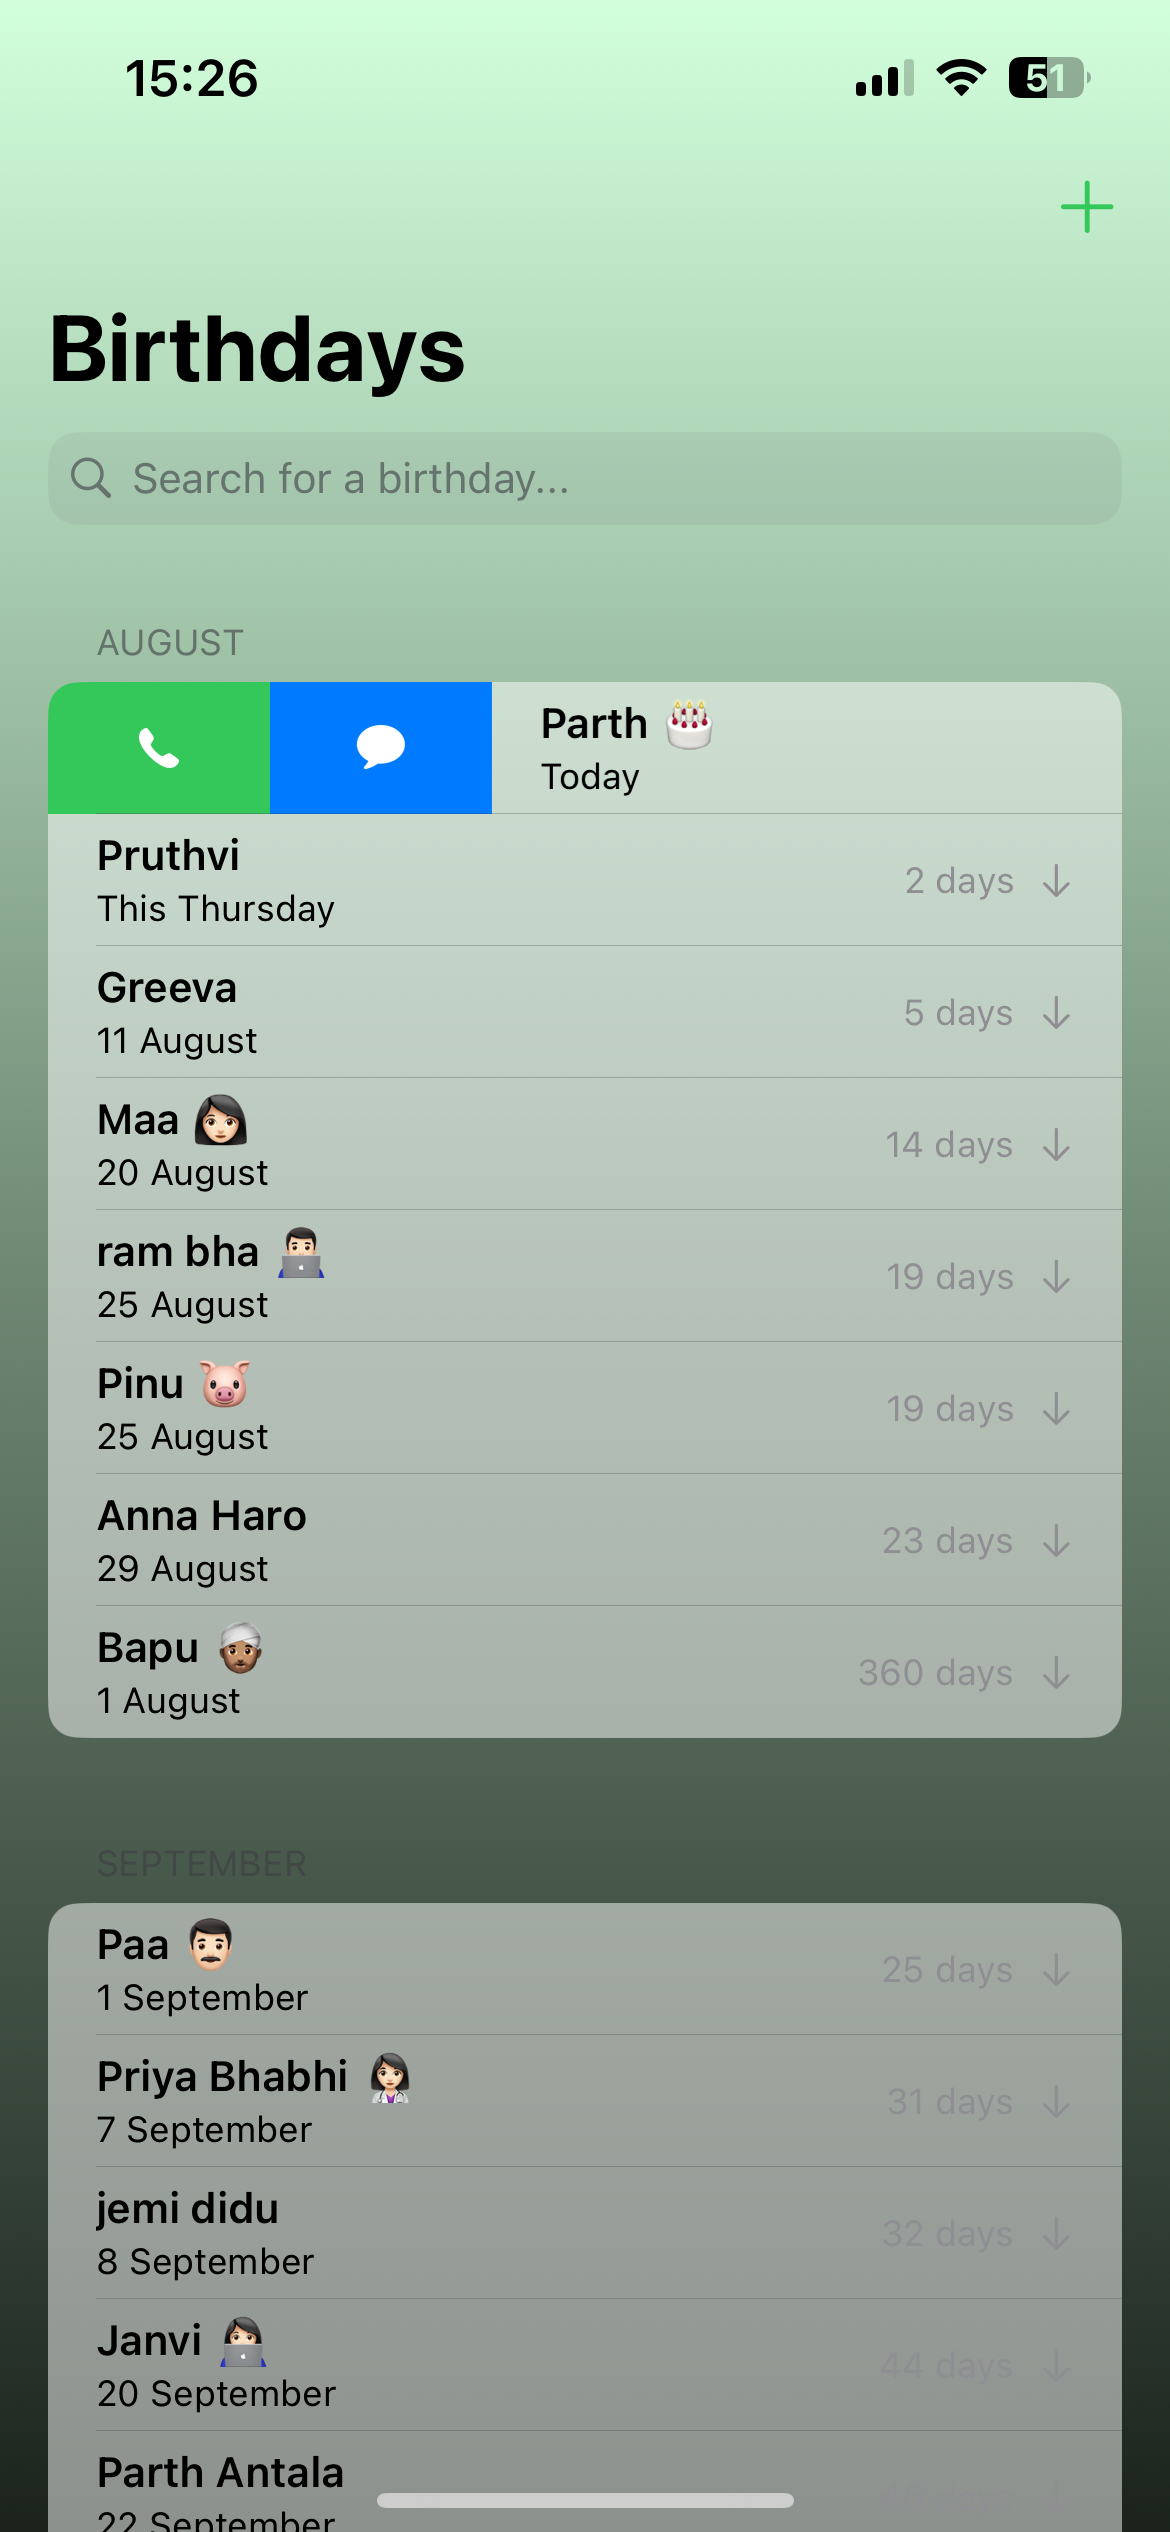 15:26
51
Birthdays
Search for a birthday...
AUGUST
Parth 🎂
Today
Pruthvi
This Thursday
2 days
Greeva
11 August
5 days
Maa 👩🏻
20 August
14 days
ram bha 👨🏻‍💻
25 August
19 days
Pinu 🐷
25 August
19 days
Anna Haro
29 August
23 days
Bapu 👳🏽‍♂️
1 August
360 days
SEPTEMBER
Paa 👨🏻
1 September
25 days
Priya Bhabhi 👩🏻‍⚕️
7 September
31 days
jemi didu
8 September
32 days
Janvi 👩🏻‍💻
20 September
44 days
Parth Antala
22 September